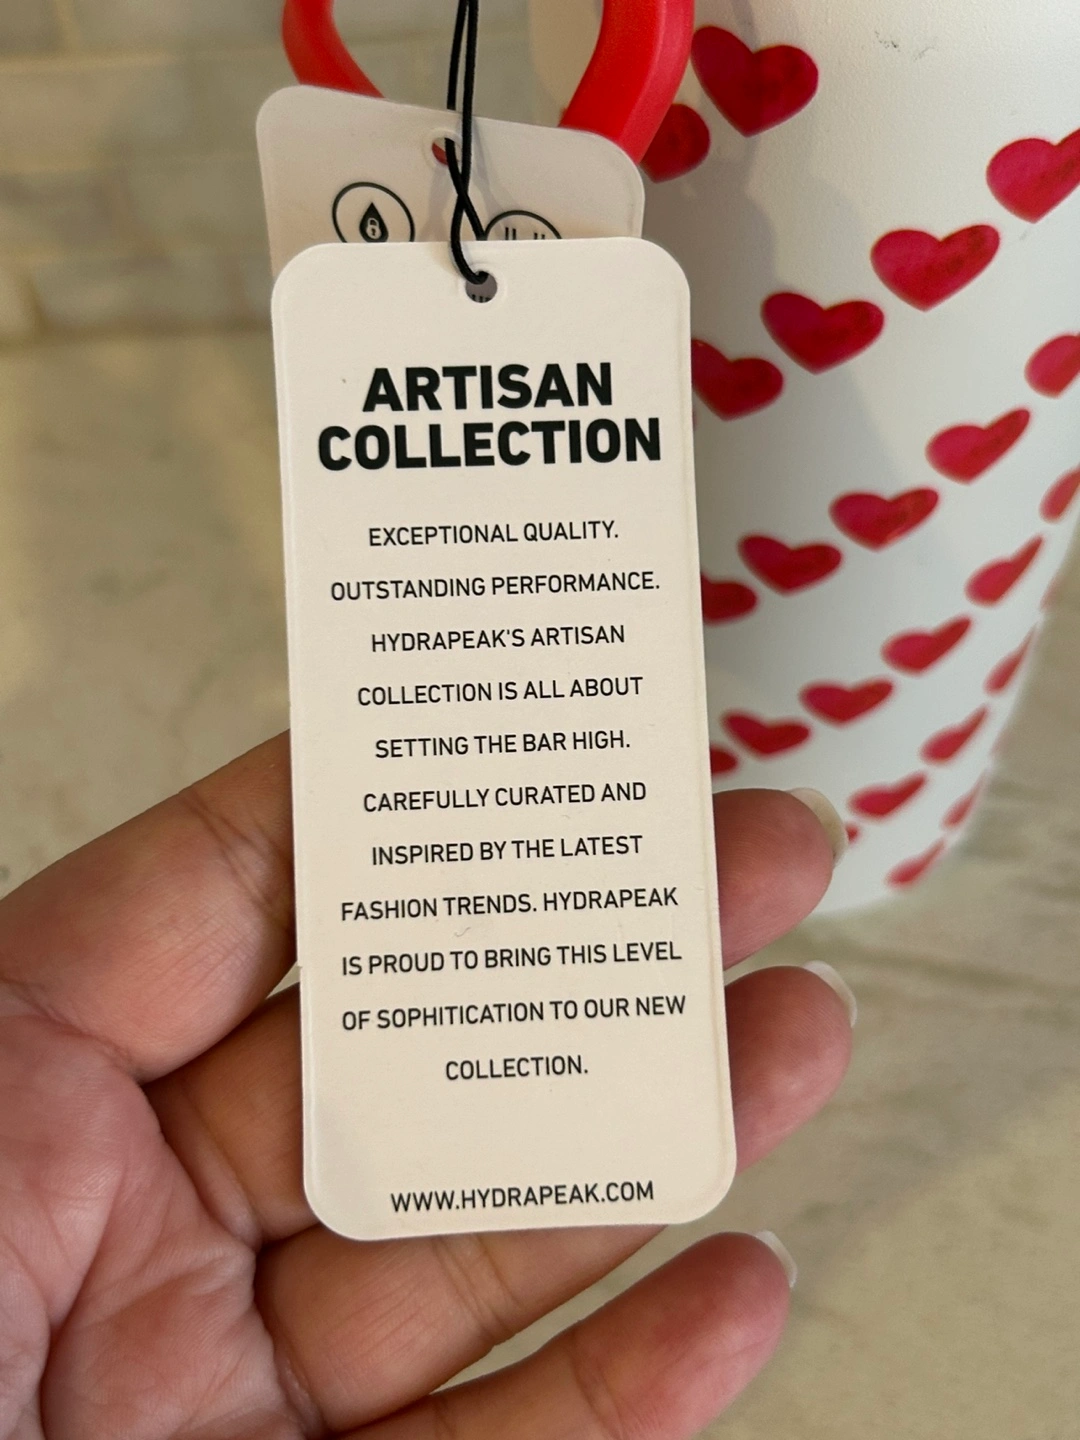 ARTISAN
COLLECTION
EXCEPTIONAL QUALITY.
OUTSTANDING PERFORMANCE.
HYDRAPEAK'S ARTISAN
COLLECTION IS ALL ABOUT
SETTING THE BAR HIGH.
CAREFULLY CURATED AND
INSPIRED BY THE LATEST
FASHION TRENDS. HYDRAPEAK
IS PROUD TO BRING THIS LEVEL
OF SOPHITICATION TO OUR NEW
COLLECTION.
WWW.HYDRAPEAK.COM